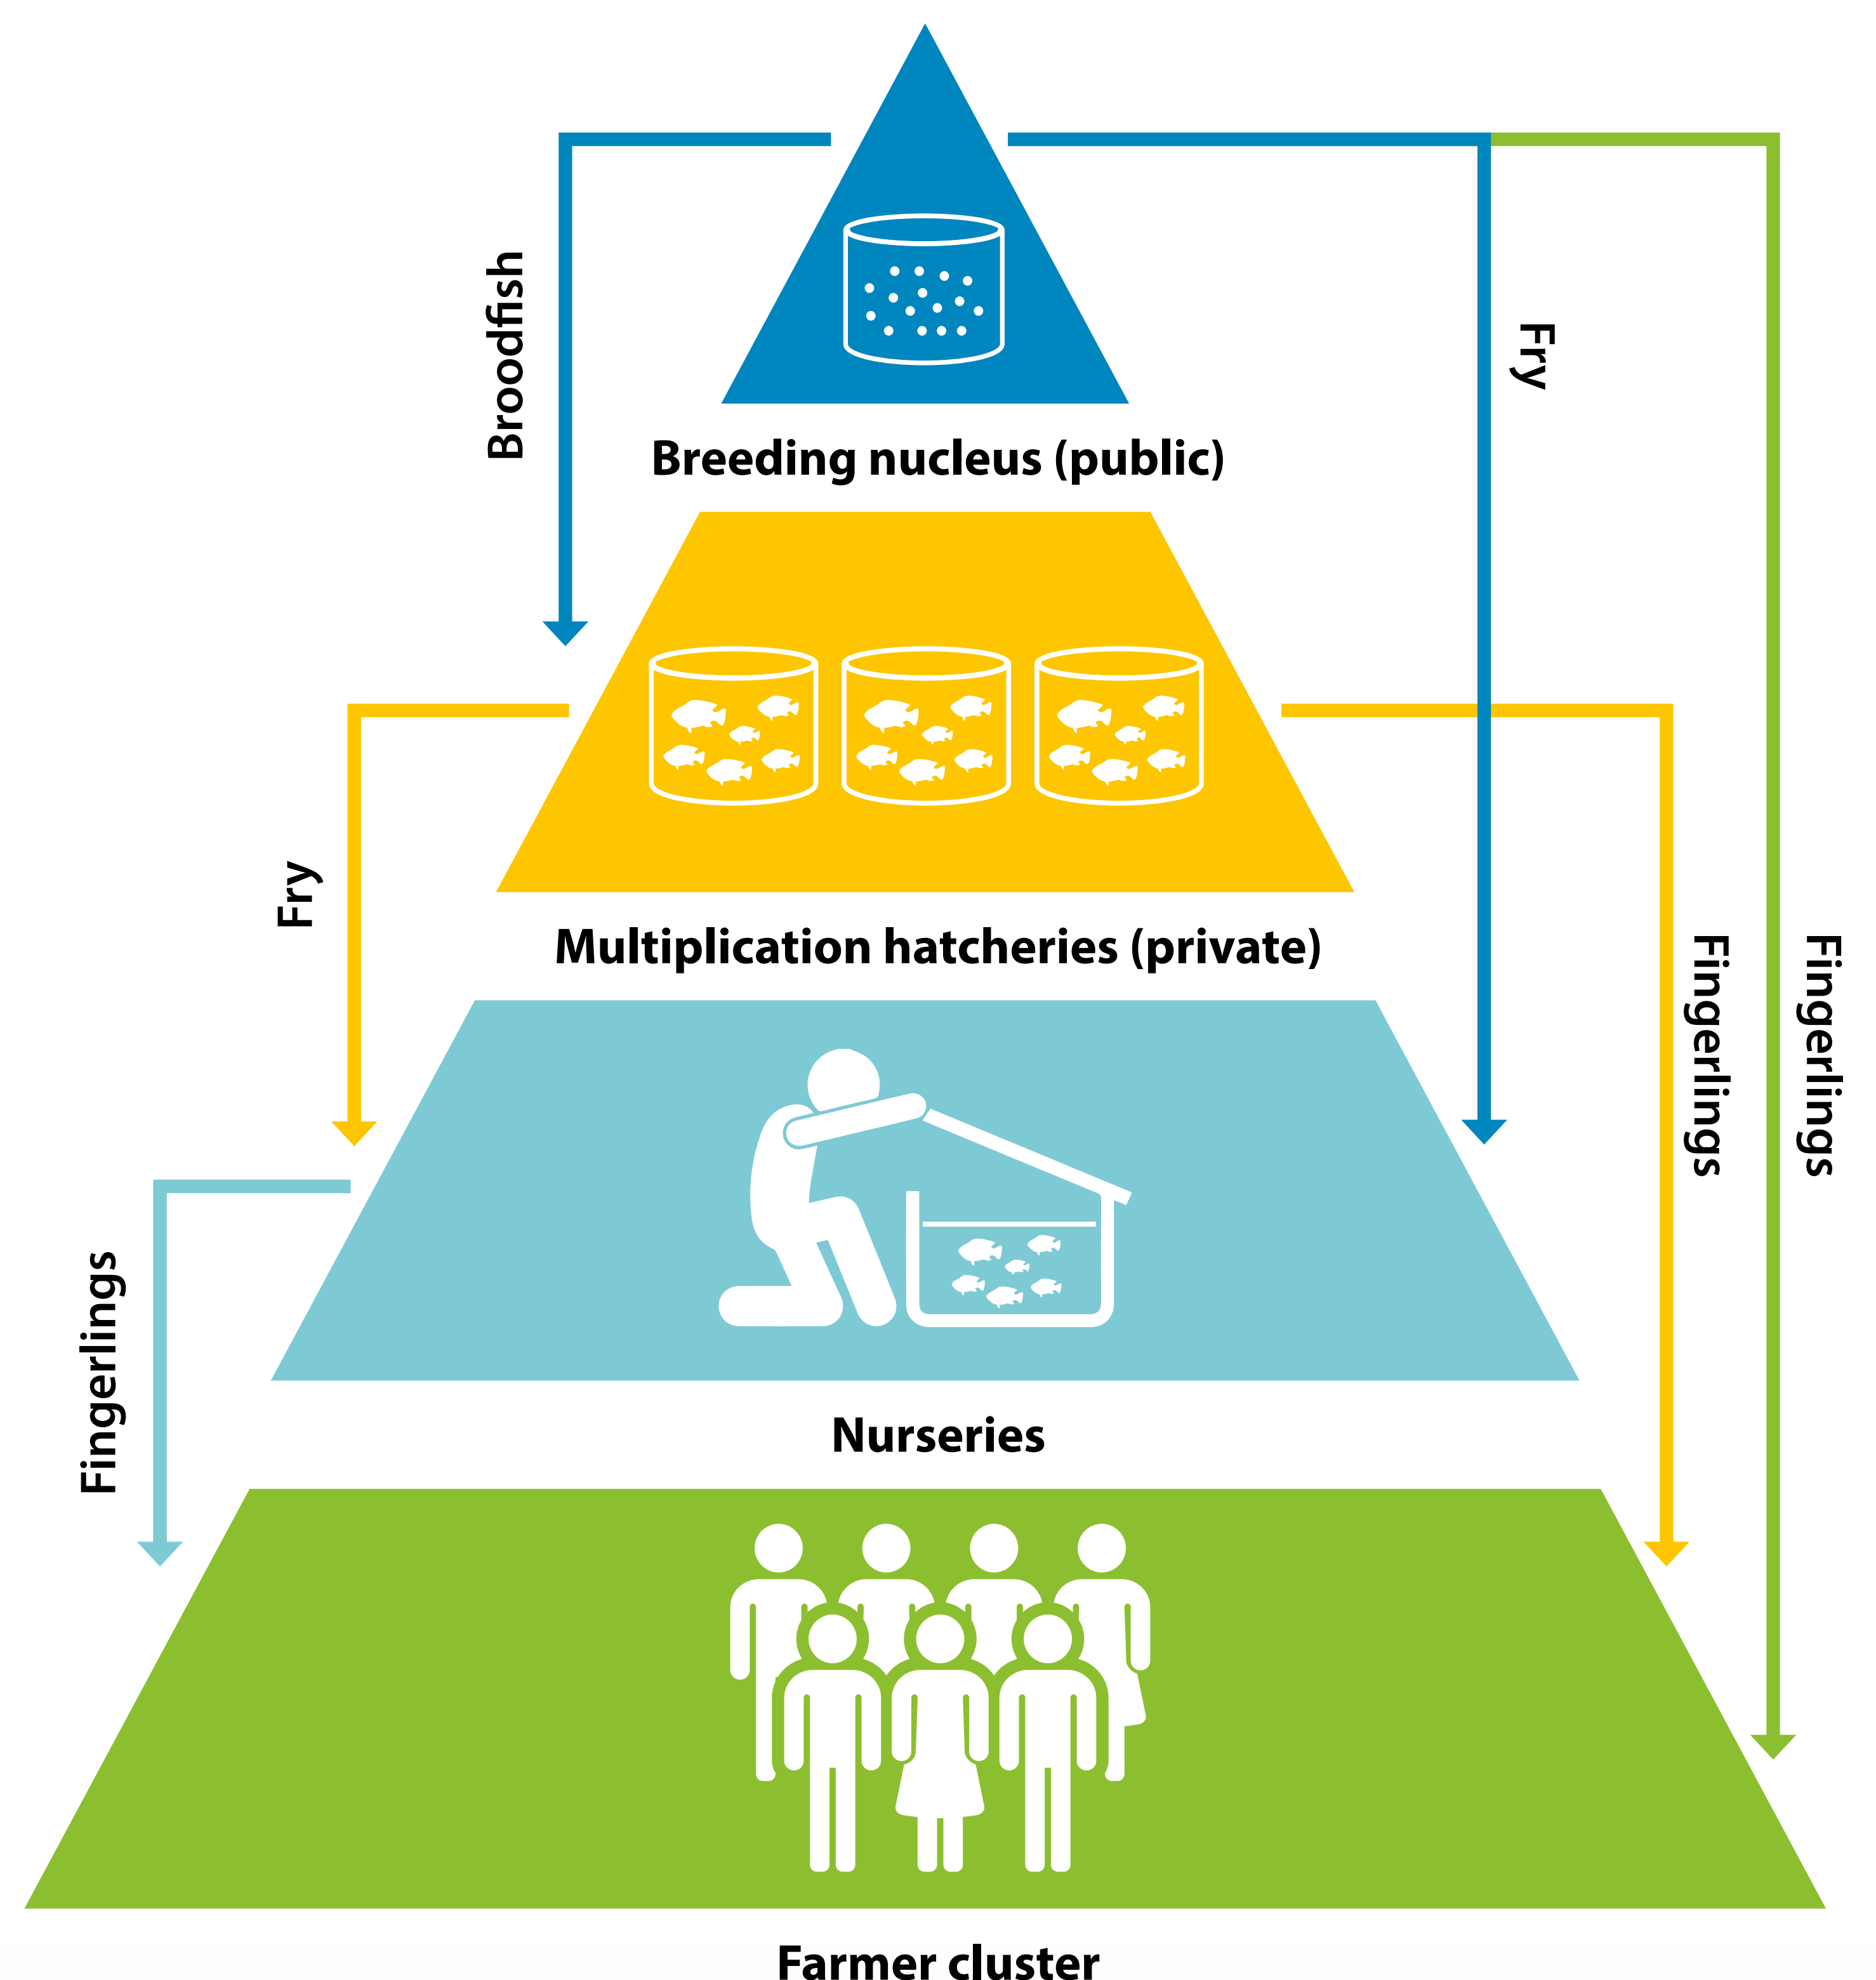 Broodfish
Fry
Breeding nucleus (public)
Fry
Multiplication hatcheries (private)
Fingerlings
Fingerlings
Fingerlings
Nurseries
Farmer cluster